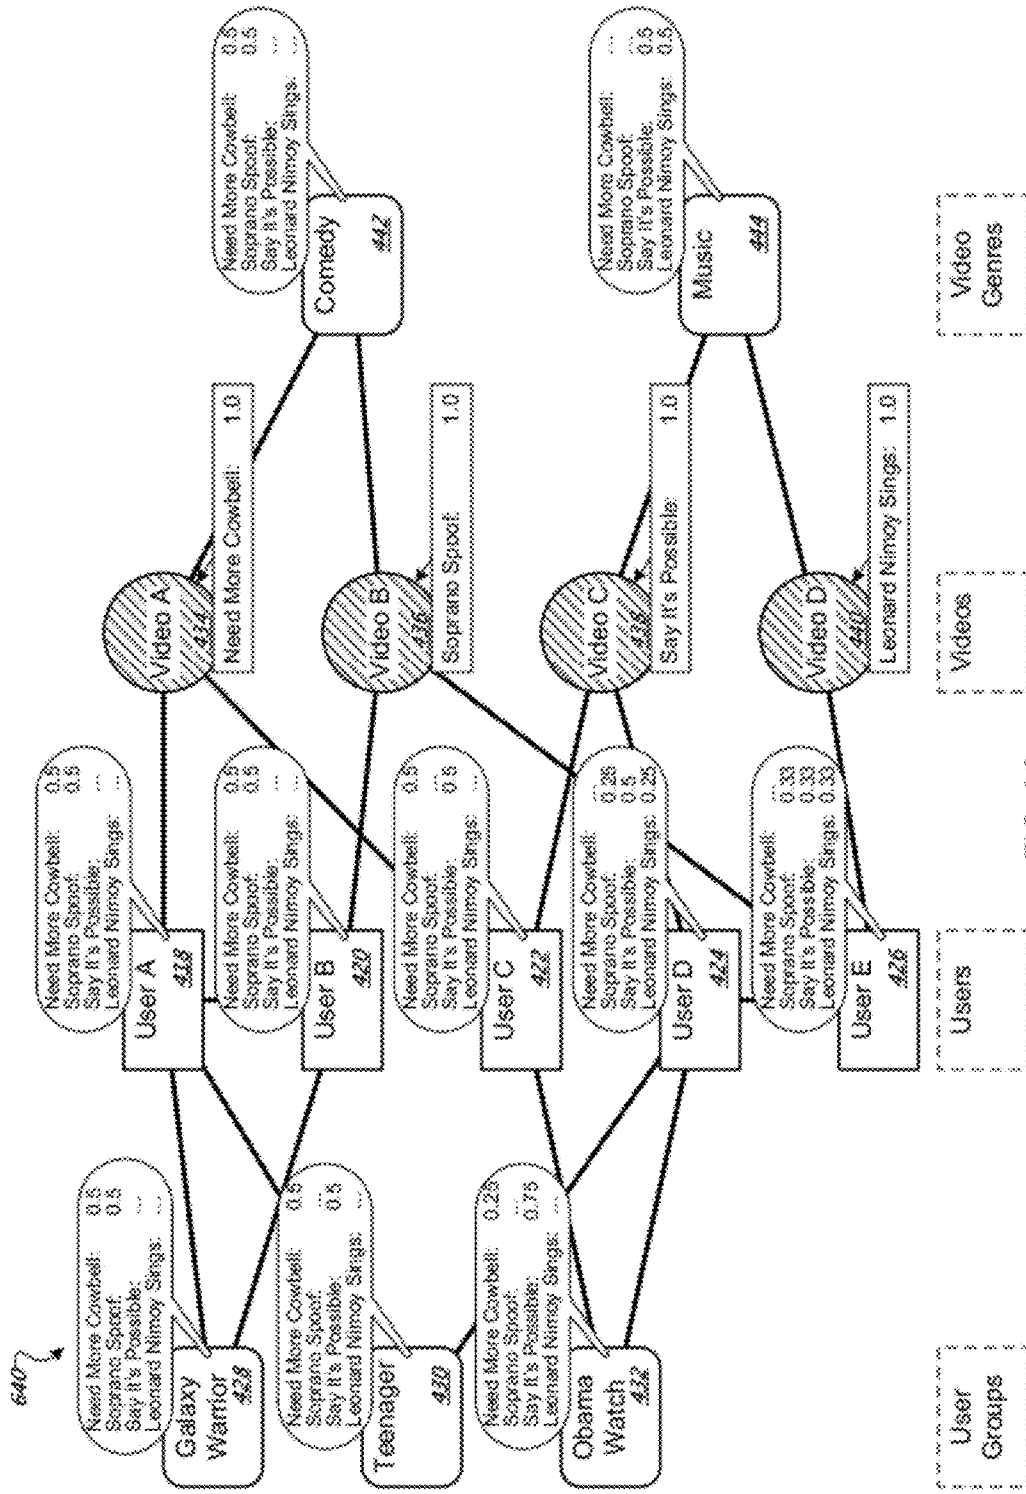 640
Need More Cowbell: 0.5
Soprano Spoof: 0.5
Say It's Possible: ...
Leonard Nimoy Sings: ...
Galaxy
Warrior
428
Need More Cowbell: 0.5
Soprano Spoof: ...
Say It's Possible: 0.5
Leonard Nimoy Sings: ...
Teenager
430
Need More Cowbell: 0.25
Soprano Spoof: ...
Say It's Possible: 0.75
Leonard Nimoy Sings: ...
Obama
Watch
432
User
Groups
Need More Cowbell: 0.5
Soprano Spoof: 0.5
Say It's Possible: ...
Leonard Nimoy Sings: ...
User A
418
Need More Cowbell: 0.5
Soprano Spoof: 0.5
Say It's Possible: ...
Leonard Nimoy Sings: ...
User B
420
Need More Cowbell: 0.5
Soprano Spoof: ...
Say It's Possible: 0.5
Leonard Nimoy Sings: ...
User C
422
Need More Cowbell: ...
Soprano Spoof: 0.25
Say It's Possible: 0.5
Leonard Nimoy Sings: 0.25
User D
424
Need More Cowbell: ...
Soprano Spoof: 0.33
Say It's Possible: 0.33
Leonard Nimoy Sings: 0.33
User E
426
Users
Video A
434
Need More Cowbell: 1.0
Video B
436
Soprano Spoof: 1.0
Video C
438
Say It's Possible: 1.0
Video D
440
Leonard Nimoy Sings: 1.0
Videos
Need More Cowbell: 0.5
Soprano Spoof: 0.5
Say It's Possible: ...
Leonard Nimoy Sings: ...
Comedy
442
Need More Cowbell: ...
Soprano Spoof: ...
Say It's Possible: 0.5
Leonard Nimoy Sings: 0.5
Music
444
Video
Genres